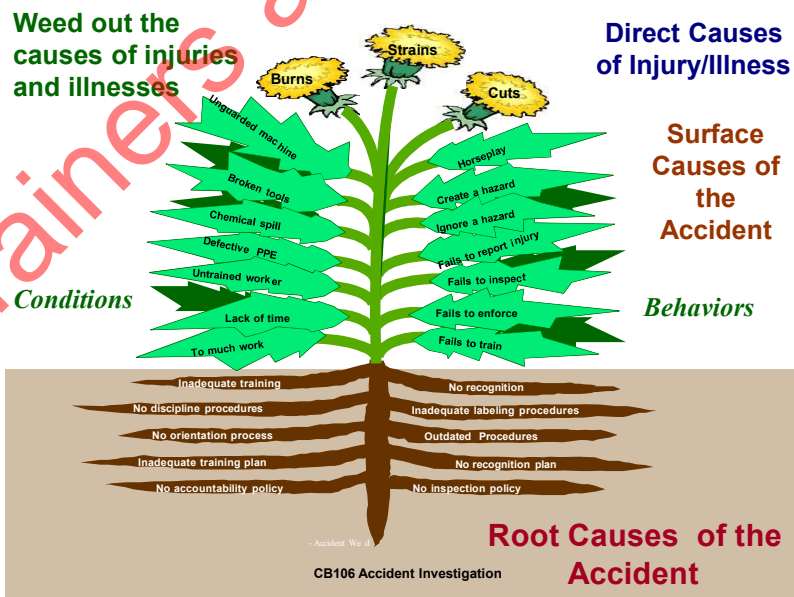 Weed out the
causes of injuries
and illnesses
Direct Causes
of Injury/Illness
Strains
Burns
Cuts
Surface
Causes of
the
Accident
Unguarded machine
Broken tools
Chemical spill
Defective PPE
Untrained worker
Lack of time
To much work
Horseplay
Create a hazard
Ignore a hazard
Fails to report injury
Fails to inspect
Fails to enforce
Fails to train
Conditions
Behaviors
Inadequate training
No discipline procedures
No orientation process
Inadequate training plan
No accountability policy
No recognition
Inadequate labeling procedures
Outdated Procedures
No recognition plan
No inspection policy
- Accident We d
Root Causes of the
Accident
CB106 Accident Investigation
ainers a